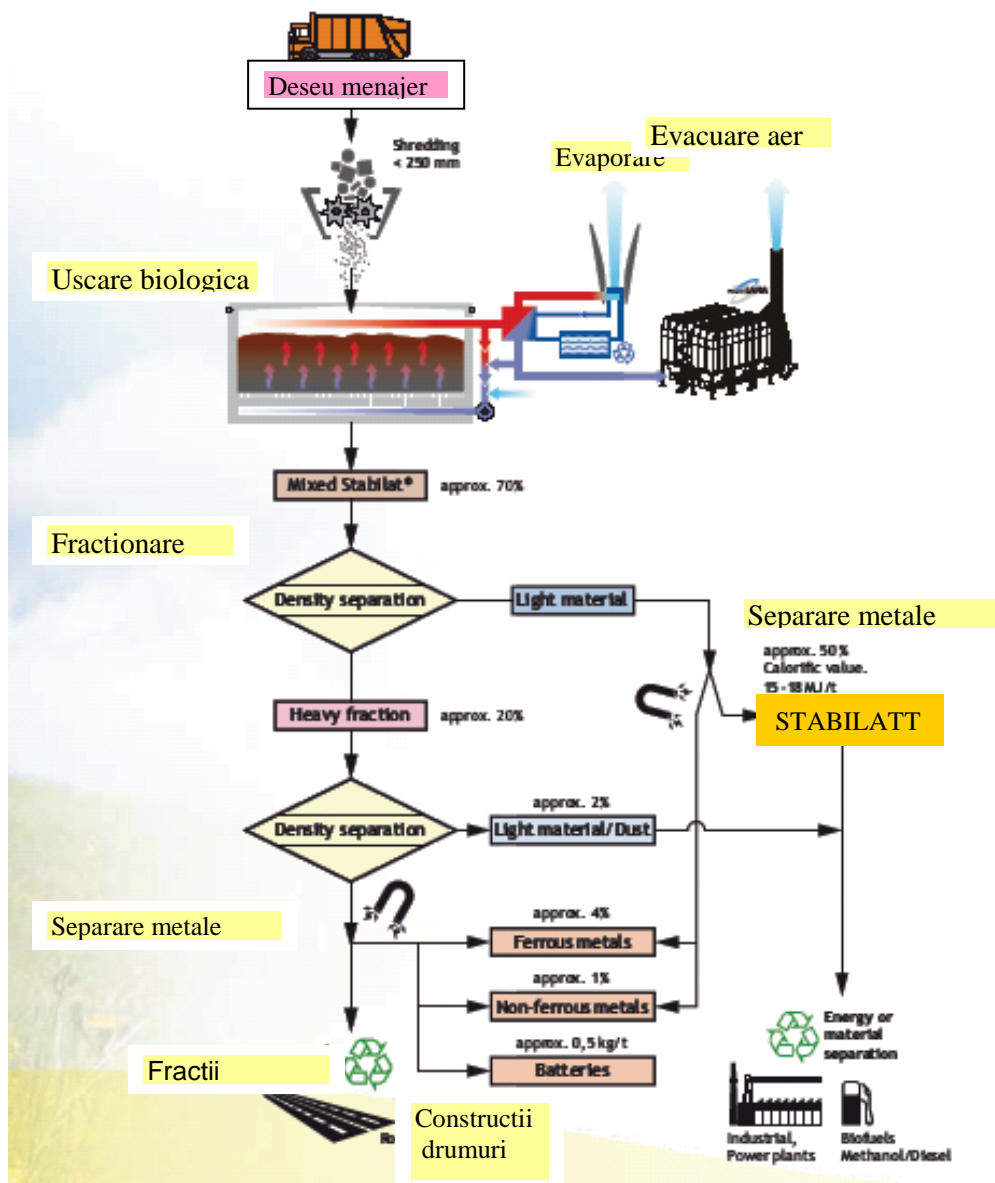 Deseu menajer
Shredding
< 250 mm
Evaporare
Evacuare aer
Uscare biologica
Mixed Stabilat®
approx. 70%
Fractionare
Density separation
Light material
Separare metale
approx. 50%
Calorific value.
15-18 MJ/t
STABILATT
Heavy fraction
approx. 20%
Density separation
approx. 2%
Light material/Dust
Separare metale
approx. 4%
Ferrous metals
approx. 1%
Non-ferrous metals
approx. 0,5 kg/t
Batteries
Energy or
material
separation
Fractii
Constructii
drumuri
Industrial,
Power plants
Biofuels
Methanol/Diesel